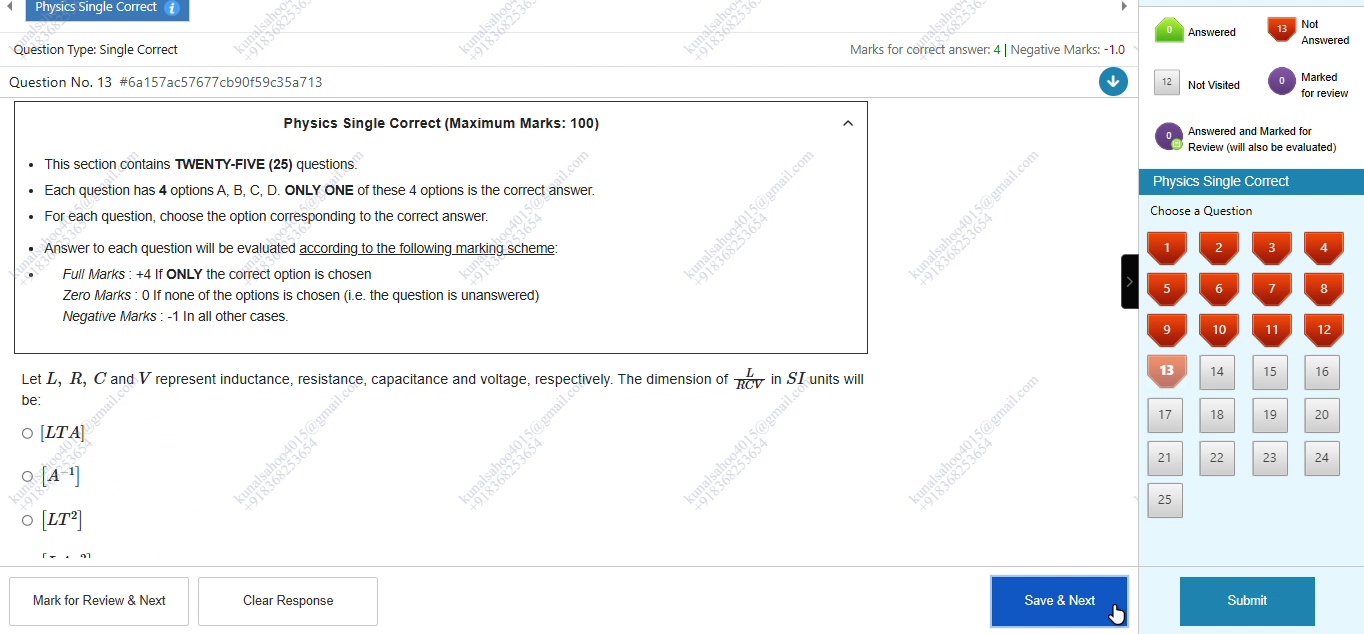 Physics Single Correct i
Question Type: Single Correct
Marks for correct answer: 4 | Negative Marks: -1.0
Question No. 13 #6a157ac57677cb90f59c35a713
Physics Single Correct (Maximum Marks: 100)
• This section contains TWENTY-FIVE (25) questions.
• Each question has 4 options A, B, C, D. ONLY ONE of these 4 options is the correct answer.
• For each question, choose the option corresponding to the correct answer.
• Answer to each question will be evaluated according to the following marking scheme:
• Full Marks : +4 If ONLY the correct option is chosen
Zero Marks : 0 If none of the options is chosen (i.e. the question is unanswered)
Negative Marks : -1 In all other cases.
Let L, R, C and V represent inductance, resistance, capacitance and voltage, respectively. The dimension of L/RCV in SI units will
be:
[LTA]
[A⁻¹]
[LT²]
Mark for Review & Next
Clear Response
Save & Next
0 Answered
13 Not
Answered
12 Not Visited
0 Marked
for review
0 Answered and Marked for
Review (will also be evaluated)
Physics Single Correct
Choose a Question
1 2 3 4
5 6 7 8
9 10 11 12
13 14 15 16
17 18 19 20
21 22 23 24
25
Submit
kunalsahoo4015@gmail.com
+918368253654